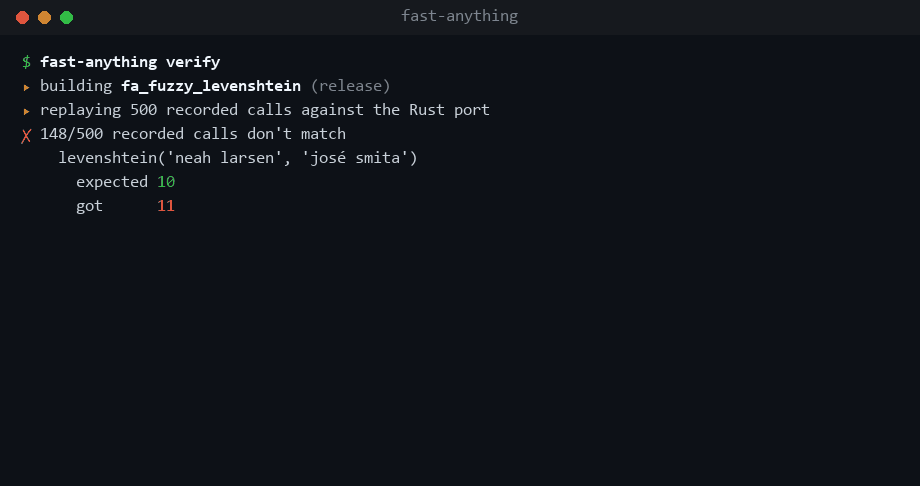 fast-anything
$ fast-anything verify
▸ building fa_fuzzy_levenshtein (release)
▸ replaying 500 recorded calls against the Rust port
✗ 148/500 recorded calls don't match
levenshtein('neah larsen', 'josé smita')
expected 10
got 11